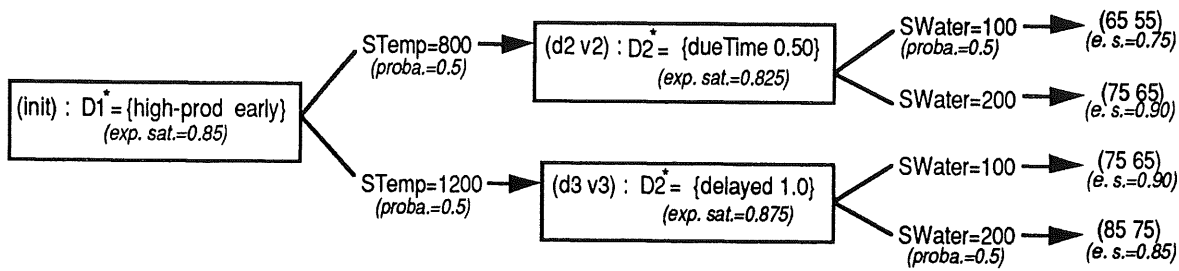 (init) : D1*={high-prod early}
(exp. sat.=0.85)
STemp=800
(proba.=0.5)
(d2 v2) : D2*= {dueTime 0.50}
(exp. sat.=0.825)
SWater=100
(proba.=0.5)
(65 55)
(e. s.=0.75)
SWater=200
(75 65)
(e. s.=0.90)
STemp=1200
(proba.=0.5)
(d3 v3) : D2*= {delayed 1.0}
(exp. sat.=0.875)
SWater=100
(75 65)
(e. s.=0.90)
SWater=200
(proba.=0.5)
(85 75)
(e. s.=0.85)